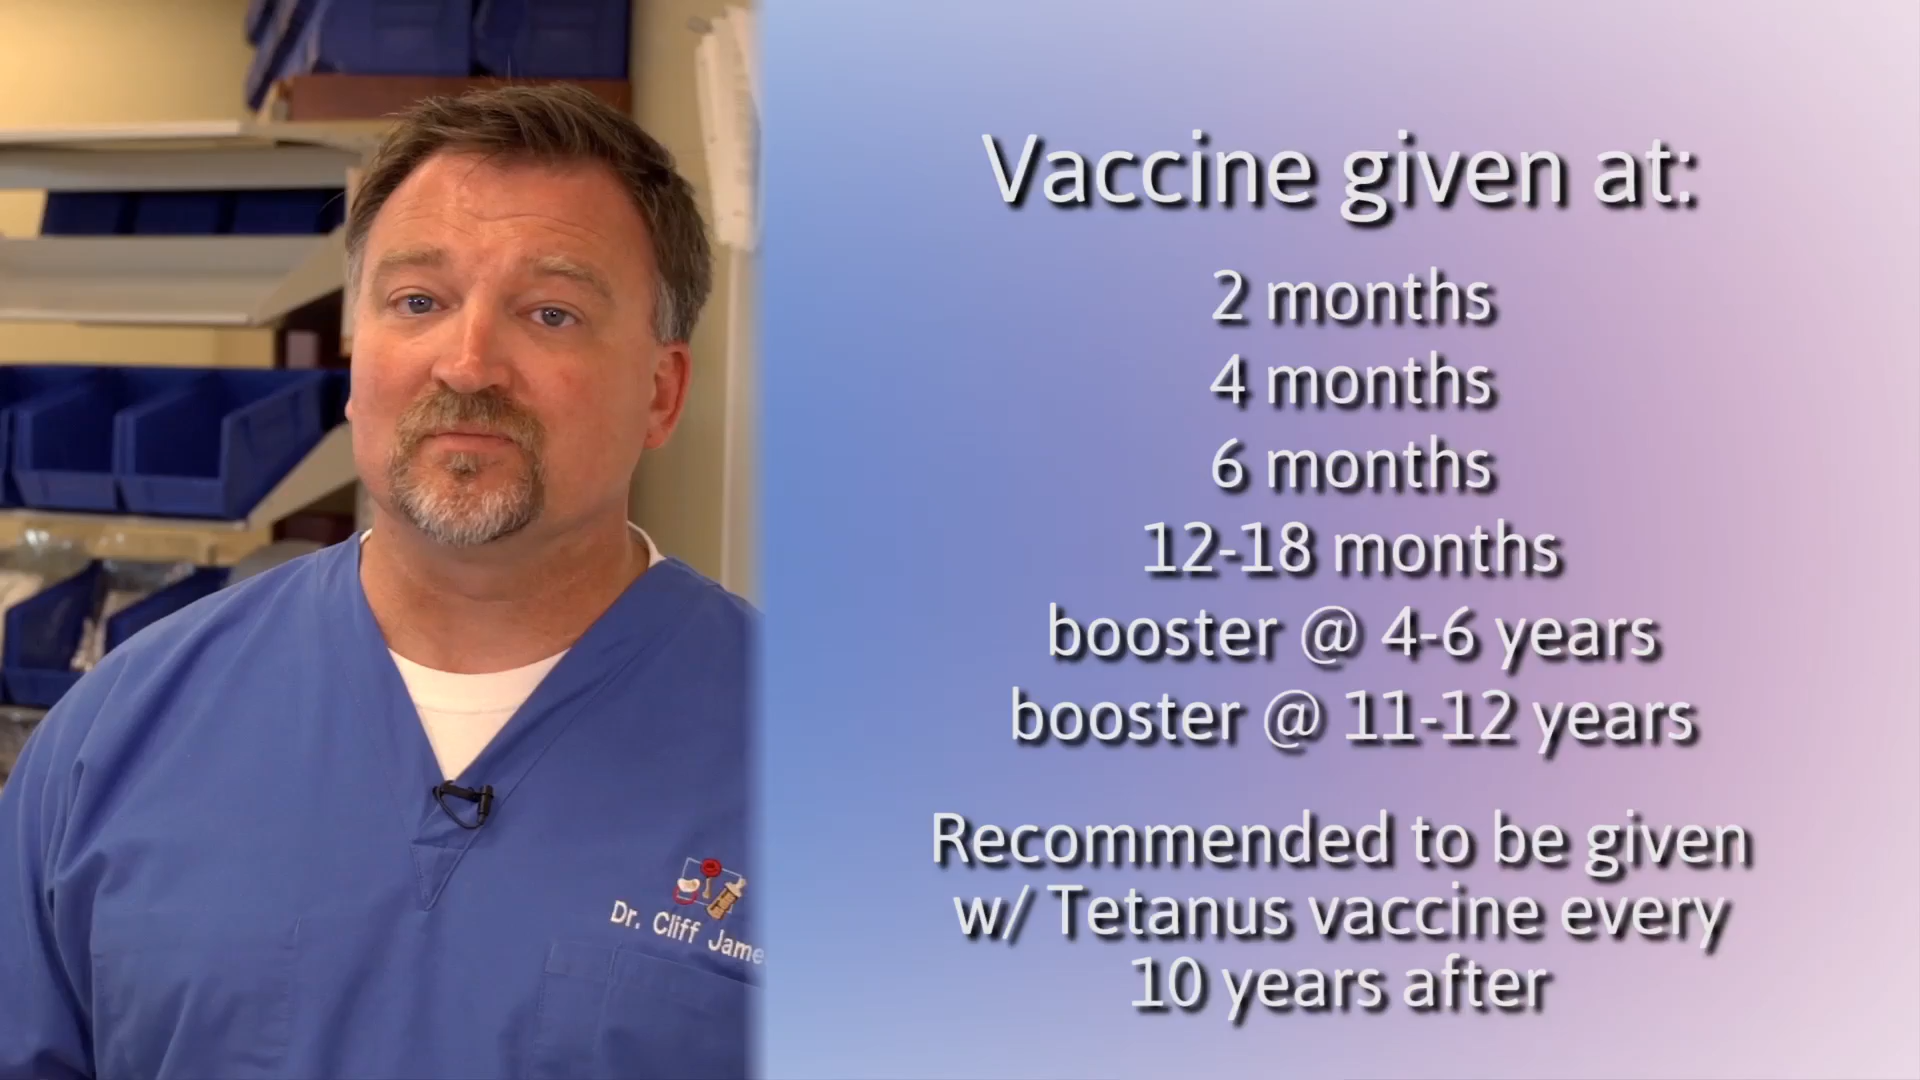 Vaccine given at:
2 months
4 months
6 months
12-18 months
booster @ 4-6 years
booster @ 11-12 years
Recommended to be given
w/ Tetanus vaccine every
10 years after
Dr. Cliff Jame